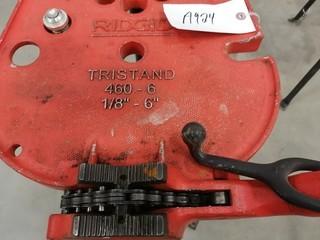 A924
RIDGID
TRISTAND
460-6
1/8"-6"